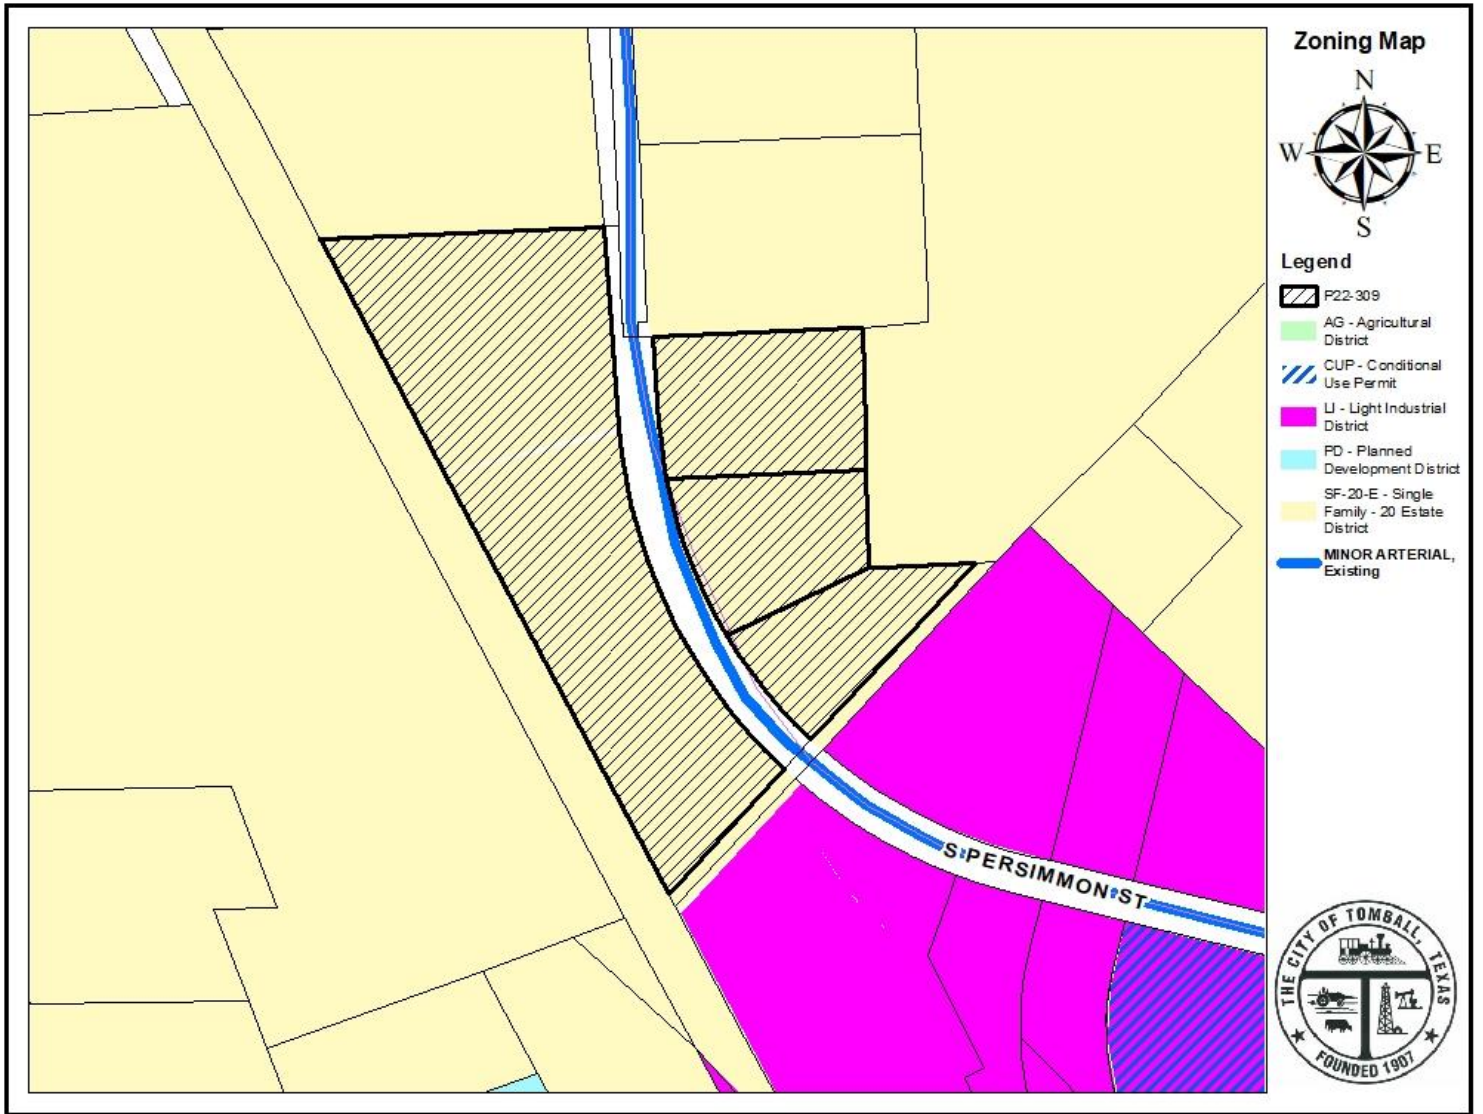 Zoning Map
N
W E
S
Legend
P22-309
AG - Agricultural
District
CUP - Conditional
Use Permit
LI - Light Industrial
District
PD - Planned
Development District
SF-20-E - Single
Family - 20 Estate
District
MINOR ARTERIAL,
Existing
S PERSIMMON ST
THE CITY OF TOMBALL, TEXAS
T
FOUNDED 1907